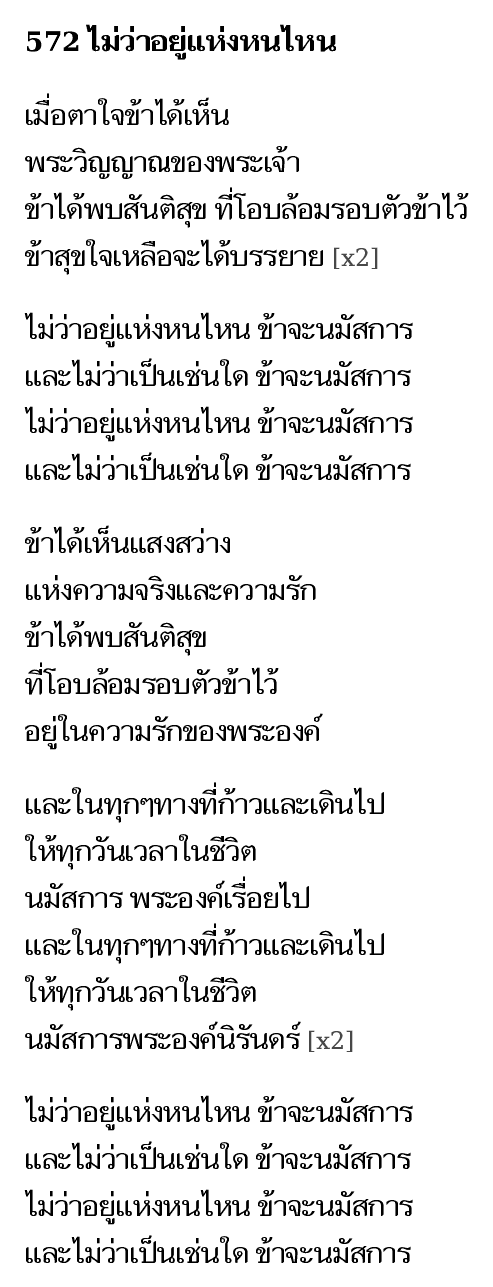 572 ไม่ว่าอยู่แห่งหนไหน
เมื่อตาใจข้าได้เห็น
พระวิญญาณของพระเจ้า
ข้าได้พบสันติสุข ที่โอบล้อมรอบตัวข้าไว้
ข้าสุขใจเหลือจะได้บรรยาย [x2]
ไม่ว่าอยู่แห่งหนไหน ข้าจะนมัสการ
และไม่ว่าเป็นเช่นใด ข้าจะนมัสการ
ไม่ว่าอยู่แห่งหนไหน ข้าจะนมัสการ
และไม่ว่าเป็นเช่นใด ข้าจะนมัสการ
ข้าได้เห็นแสงสว่าง
แห่งความจริงและความรัก
ข้าได้พบสันติสุข
ที่โอบล้อมรอบตัวข้าไว้
อยู่ในความรักของพระองค์
และในทุกๆทางที่ก้าวและเดินไป
ให้ทุกวันเวลาในชีวิต
นมัสการ พระองค์เรื่อยไป
และในทุกๆทางที่ก้าวและเดินไป
ให้ทุกวันเวลาในชีวิต
นมัสการพระองค์นิรันดร์ [x2]
ไม่ว่าอยู่แห่งหนไหน ข้าจะนมัสการ
และไม่ว่าเป็นเช่นใด ข้าจะนมัสการ
ไม่ว่าอยู่แห่งหนไหน ข้าจะนมัสการ
และไม่ว่าเป็นเช่นใด ข้าจะนมัสการ